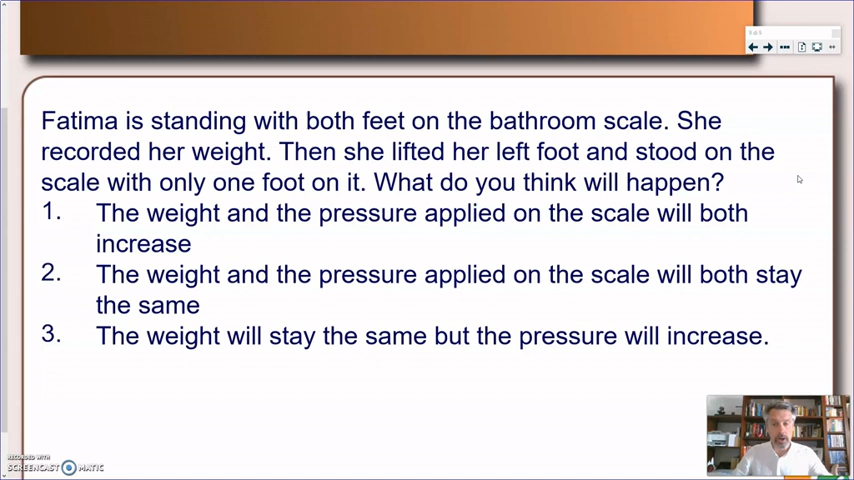 Fatima is standing with both feet on the bathroom scale. She
recorded her weight. Then she lifted her left foot and stood on the
scale with only one foot on it. What do you think will happen?
1. The weight and the pressure applied on the scale will both
increase
2. The weight and the pressure applied on the scale will both stay
the same
3. The weight will stay the same but the pressure will increase.
RECORDED WITH
SCREENCAST MATIC